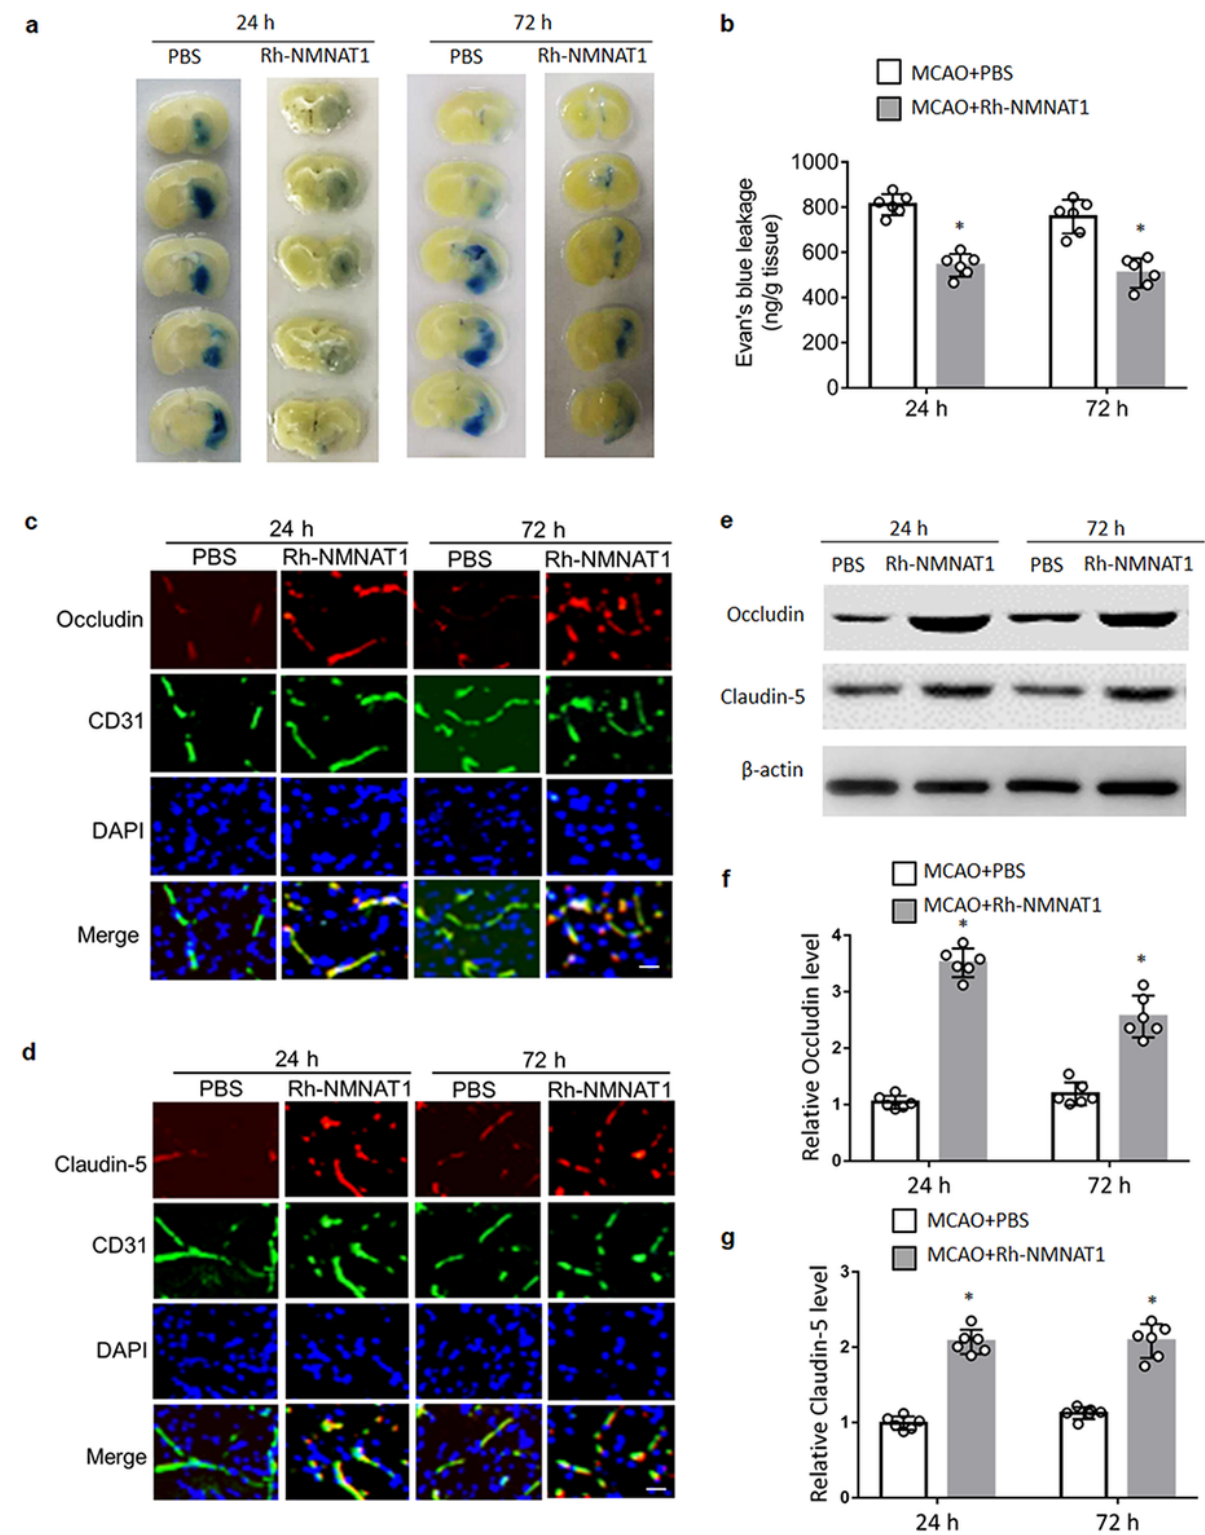 a
24 h
72 h
PBS
Rh-NMNAT1
PBS
Rh-NMNAT1
b
MCAO+PBS
MCAO+Rh-NMNAT1
Evan's blue leakage
(ng/g tissue)
1000
800
600
400
200
0
*
*
24 h
72 h
c
24 h
72 h
PBS
Rh-NMNAT1
PBS
Rh-NMNAT1
Occludin
CD31
DAPI
Merge
d
24 h
72 h
PBS
Rh-NMNAT1
PBS
Rh-NMNAT1
Claudin-5
CD31
DAPI
Merge
e
24 h
72 h
PBS
Rh-NMNAT1
PBS
Rh-NMNAT1
Occludin
Claudin-5
β-actin
f
MCAO+PBS
MCAO+Rh-NMNAT1
Relative Occludin level
4
3
2
1
0
*
*
24 h
72 h
g
MCAO+PBS
MCAO+Rh-NMNAT1
Relative Claudin-5 level
3
2
1
0
*
*
24 h
72 h